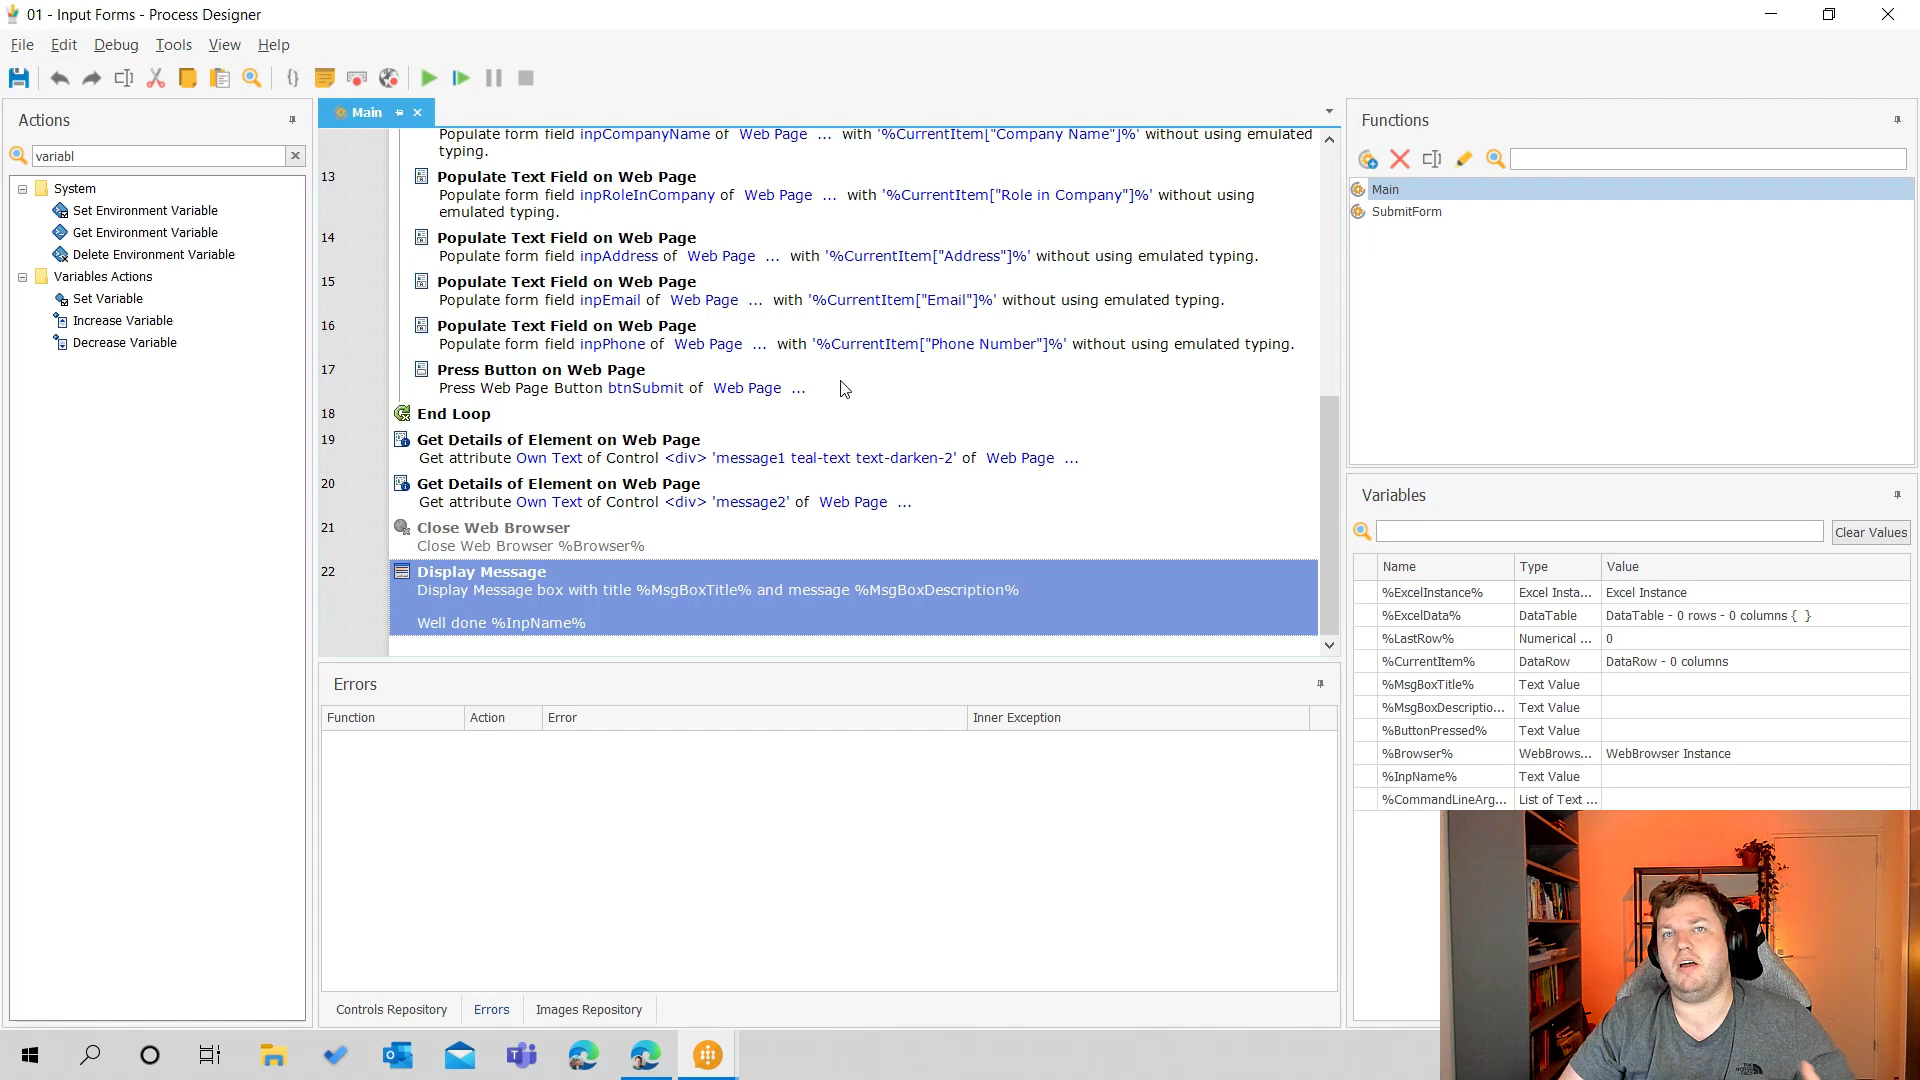 01 - Input Forms - Process Designer
File Edit Debug Tools View Help
Actions
variabl
System
Set Environment Variable
Get Environment Variable
Delete Environment Variable
Variables Actions
Set Variable
Increase Variable
Decrease Variable
Main
Populate form field inpCompanyName of Web Page ... with '%CurrentItem["Company Name"]%' without using emulated
typing.
13 Populate Text Field on Web Page
Populate form field inpRoleInCompany of Web Page ... with '%CurrentItem["Role in Company"]%' without using
emulated typing.
14 Populate Text Field on Web Page
Populate form field inpAddress of Web Page ... with '%CurrentItem["Address"]%' without using emulated typing.
15 Populate Text Field on Web Page
Populate form field inpEmail of Web Page ... with '%CurrentItem["Email"]%' without using emulated typing.
16 Populate Text Field on Web Page
Populate form field inpPhone of Web Page ... with '%CurrentItem["Phone Number"]%' without using emulated typing.
17 Press Button on Web Page
Press Web Page Button btnSubmit of Web Page ...
18 End Loop
19 Get Details of Element on Web Page
Get attribute Own Text of Control <div> 'message1 teal-text text-darken-2' of Web Page ...
20 Get Details of Element on Web Page
Get attribute Own Text of Control <div> 'message2' of Web Page ...
21 Close Web Browser
Close Web Browser %Browser%
22 Display Message
Display Message box with title %MsgBoxTitle% and message %MsgBoxDescription%
Well done %InpName%
Errors
Function Action Error Inner Exception
Controls Repository Errors Images Repository
Functions
Main
SubmitForm
Variables
Clear Values
Name Type Value
%ExcelInstance% Excel Insta... Excel Instance
%ExcelData% DataTable DataTable - 0 rows - 0 columns { }
%LastRow% Numerical ... 0
%CurrentItem% DataRow DataRow - 0 columns
%MsgBoxTitle% Text Value
%MsgBoxDescriptio... Text Value
%ButtonPressed% Text Value
%Browser% WebBrows... WebBrowser Instance
%InpName% Text Value
%CommandLineArg... List of Text ...